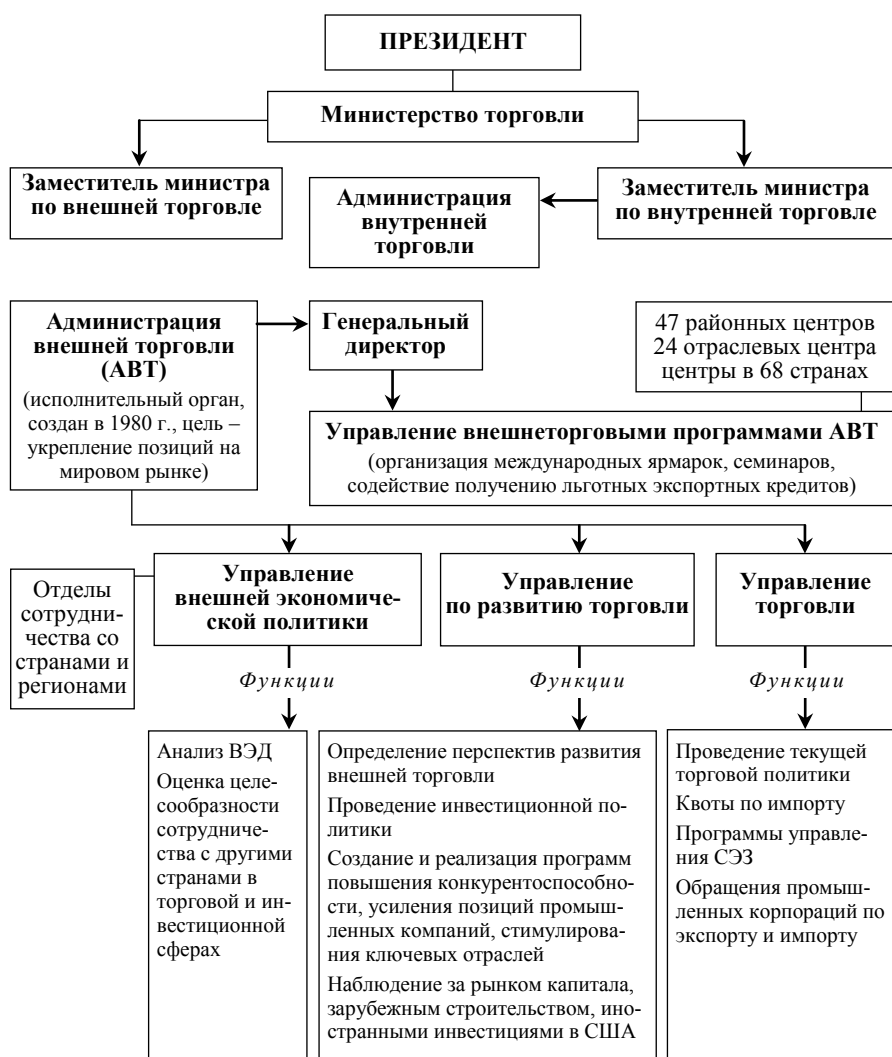 ПРЕЗИДЕНТ
Министерство торговли
Заместитель министра
по внешней торговле
Администрация
внутренней
торговли
Заместитель министра
по внутренней торговле
Администрация
внешней торговли
(АВТ)
(исполнительный орган,
создан в 1980 г., цель –
укрепление позиций на
мировом рынке)
Генеральный
директор
47 районных центров
24 отраслевых центра
центры в 68 странах
Управление внешнеторговыми программами АВТ
(организация международных ярмарок, семинаров,
содействие получению льготных экспортных кредитов)
Отделы
сотрудни-
чества со
странами и
регионами
Управление
внешней экономиче-
ской политики
Управление
по развитию торговли
Управление
торговли
Функции
Функции
Функции
Анализ ВЭД
Оценка целе-
сообразности
сотрудничe-
ства с другими
странами в
торговой и ин-
вестиционной
сферах
Определение перспектив развития
внешней торговли
Проведение инвестиционной по-
литики
Создание и реализация программ
повышения конкурентоспособно-
сти, усиления позиций промыш-
ленных компаний, стимулирова-
ния ключевых отраслей
Наблюдение за рынком капитала,
зарубежным строительством, ино-
странными инвестициями в США
Проведение текущей
торговой политики
Квоты по импорту
Программы управле-
ния СЭЗ
Обращения промыш-
ленных корпораций по
экспорту и импорту